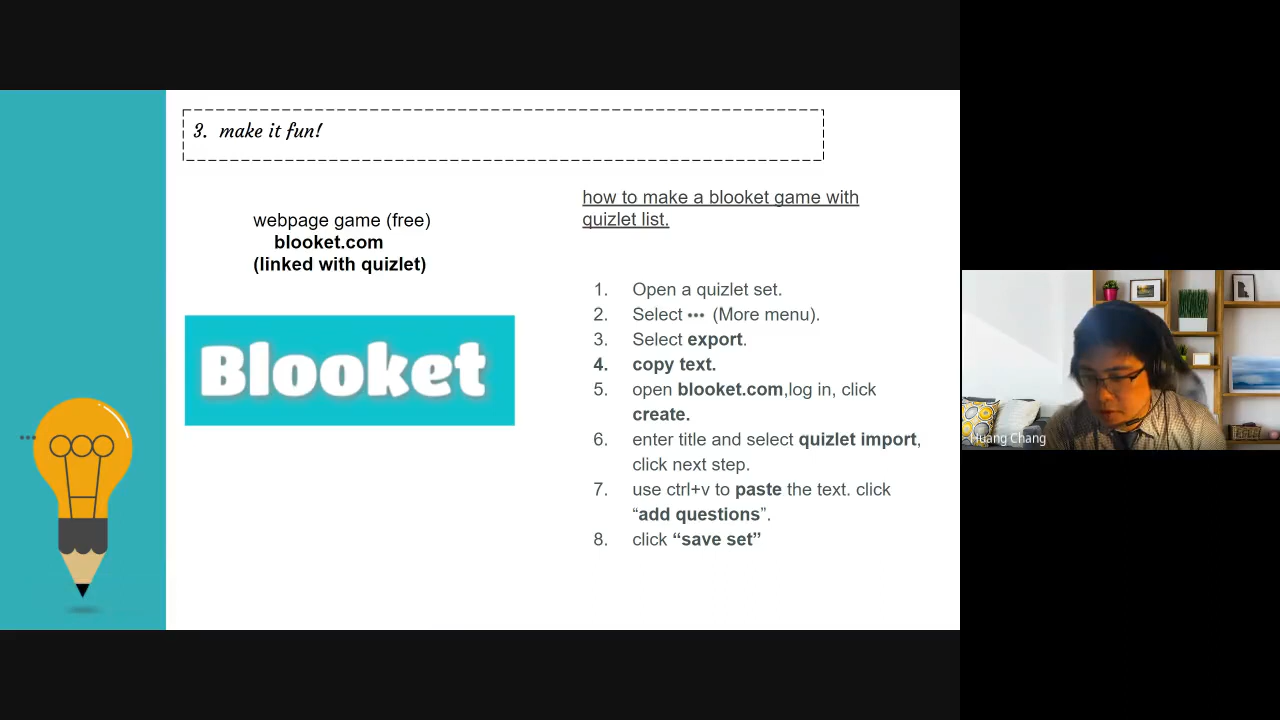 3. make it fun!
webpage game (free)
blooket.com
(linked with quizlet)
Blooket
how to make a blooket game with
quizlet list.
1. Open a quizlet set.
2. Select ••• (More menu).
3. Select export.
4. copy text.
5. open blooket.com,log in, click
create.
6. enter title and select quizlet import,
click next step.
7. use ctrl+v to paste the text. click
“add questions”.
8. click “save set”
Huang Chang